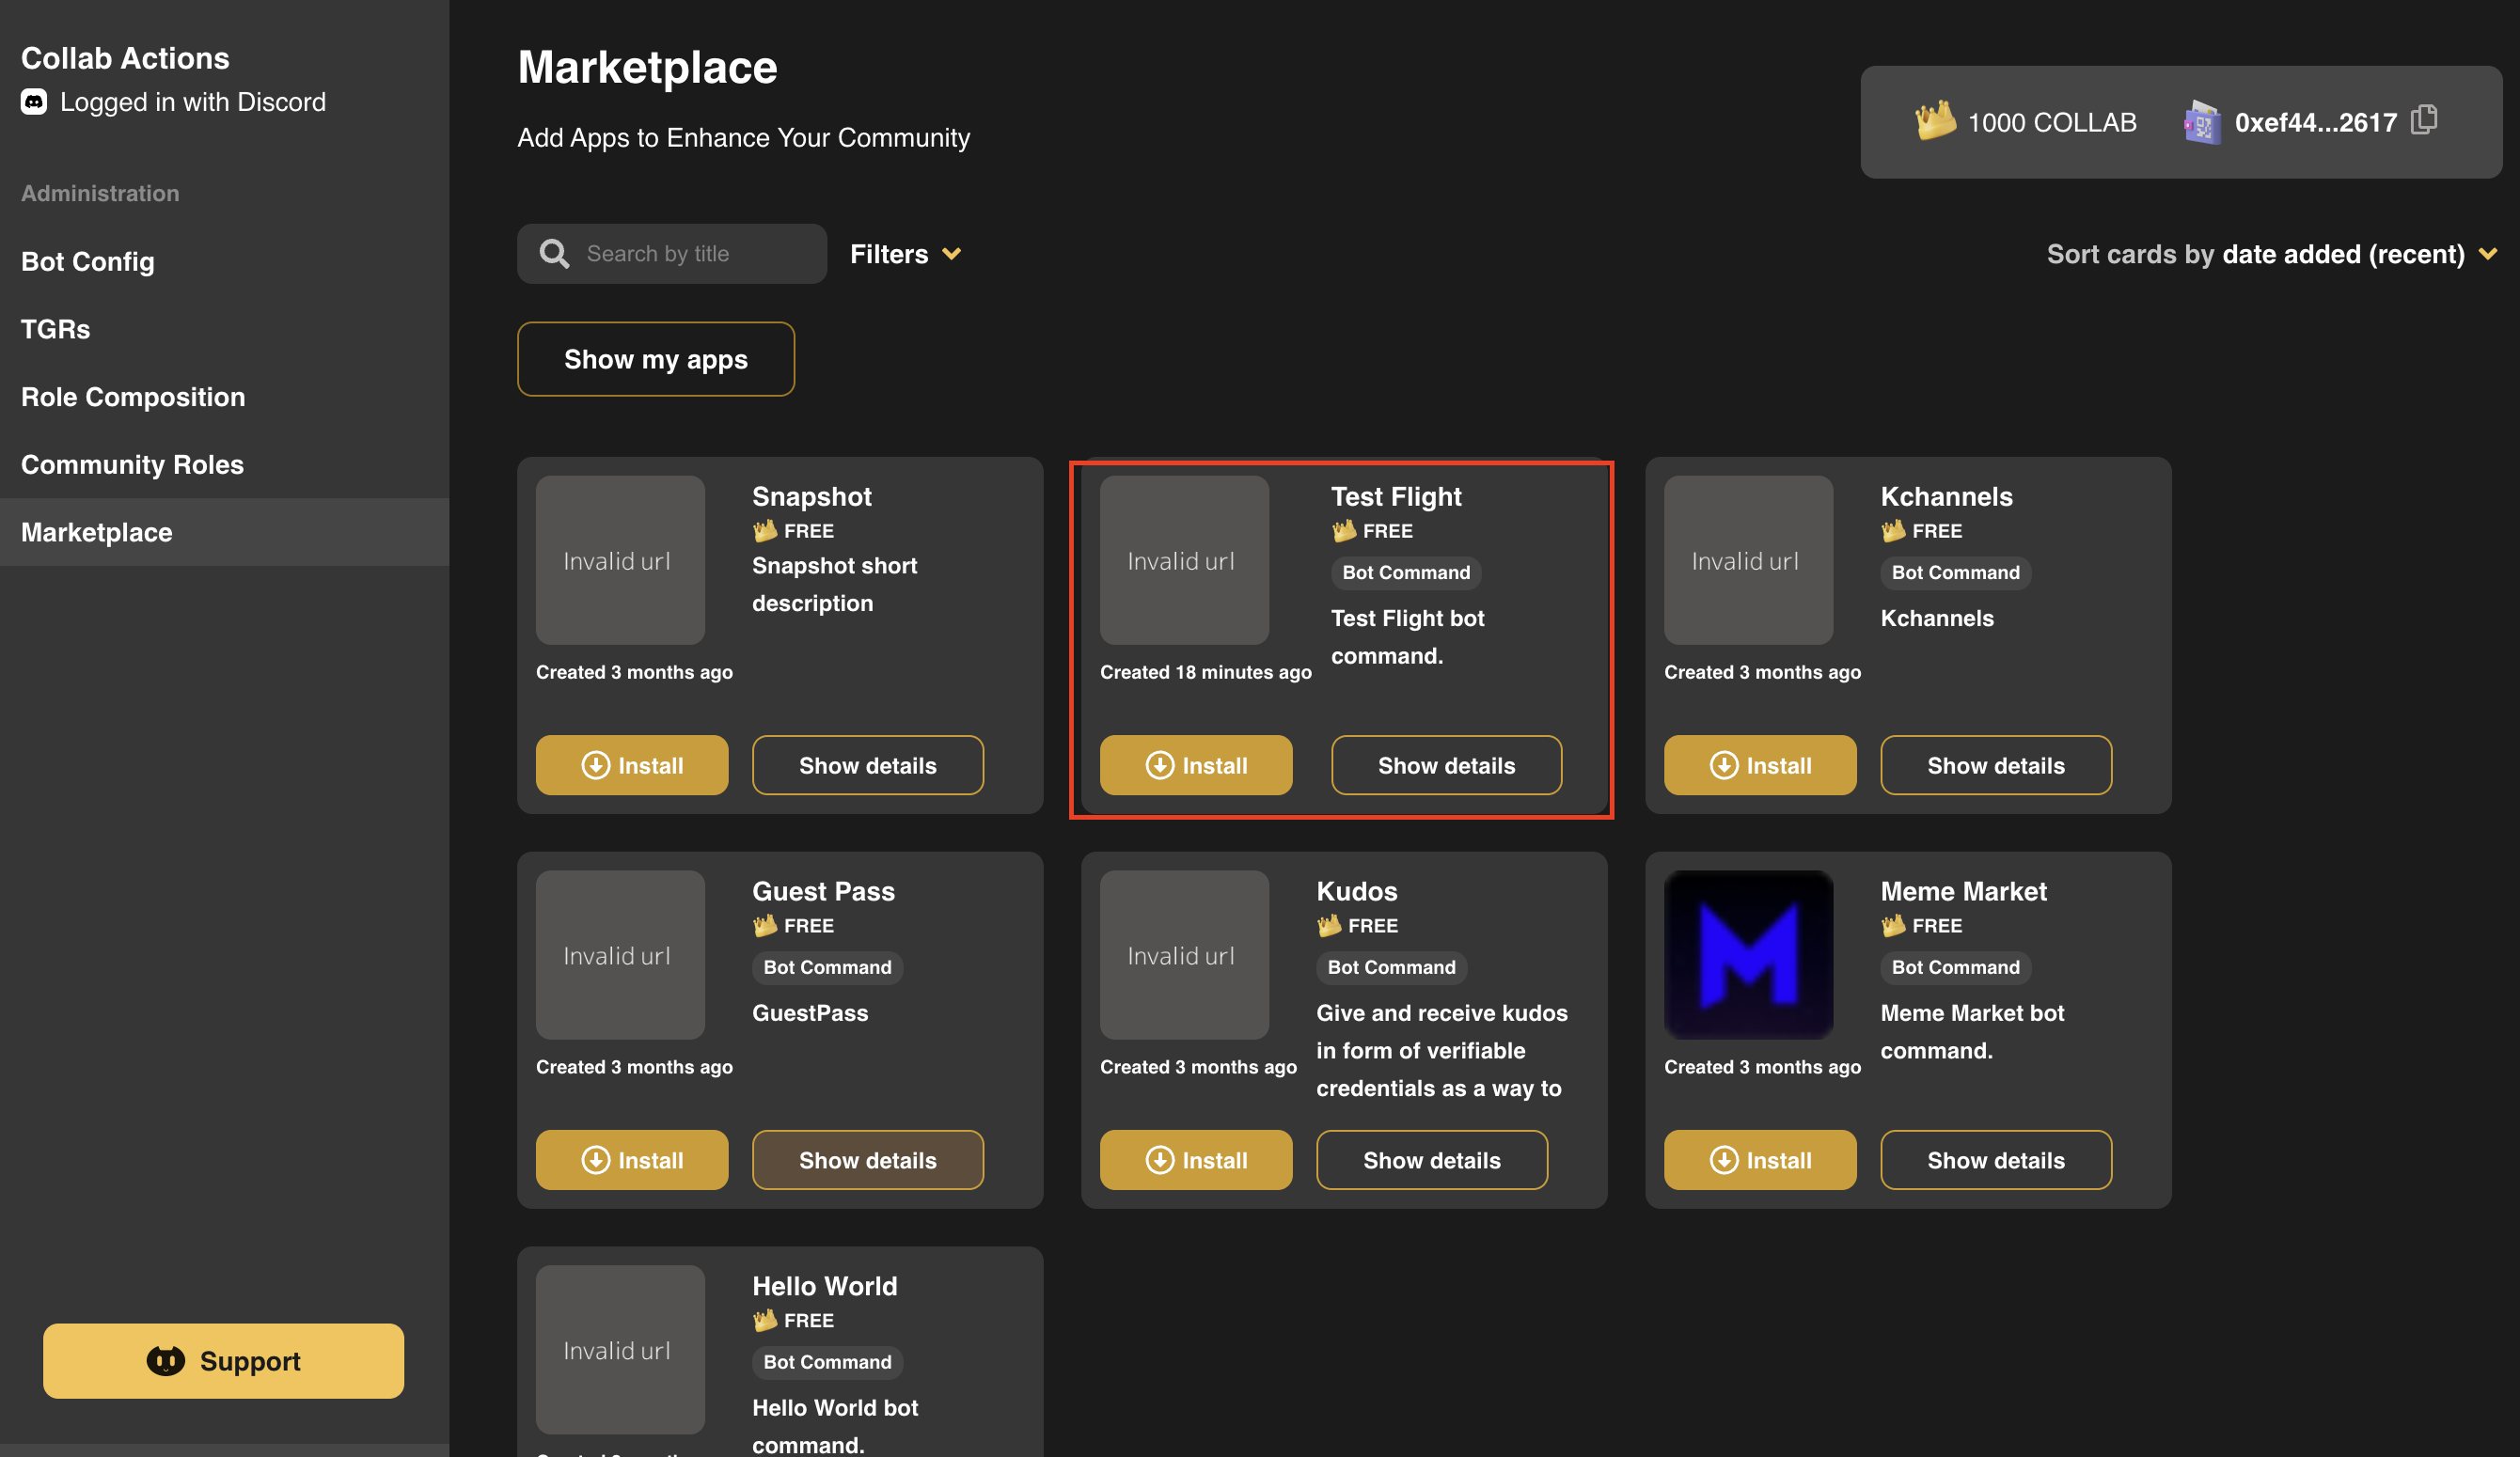 Collab Actions
Logged in with Discord
Administration
Bot Config
TGRs
Role Composition
Community Roles
Marketplace
Support
Marketplace
Add Apps to Enhance Your Community
1000 COLLAB
0xef44...2617
Search by title
Filters
Sort cards by date added (recent)
Show my apps
Invalid url
Snapshot
FREE
Snapshot short
description
Created 3 months ago
Install
Show details
Invalid url
Test Flight
FREE
Bot Command
Test Flight bot
command.
Created 18 minutes ago
Install
Show details
Invalid url
Kchannels
FREE
Bot Command
Kchannels
Created 3 months ago
Install
Show details
Invalid url
Guest Pass
FREE
Bot Command
GuestPass
Created 3 months ago
Install
Show details
Invalid url
Kudos
FREE
Bot Command
Give and receive kudos
in form of verifiable
credentials as a way to
Created 3 months ago
Install
Show details
M
Meme Market
FREE
Bot Command
Meme Market bot
command.
Created 3 months ago
Install
Show details
Invalid url
Hello World
FREE
Bot Command
Hello World bot
command.